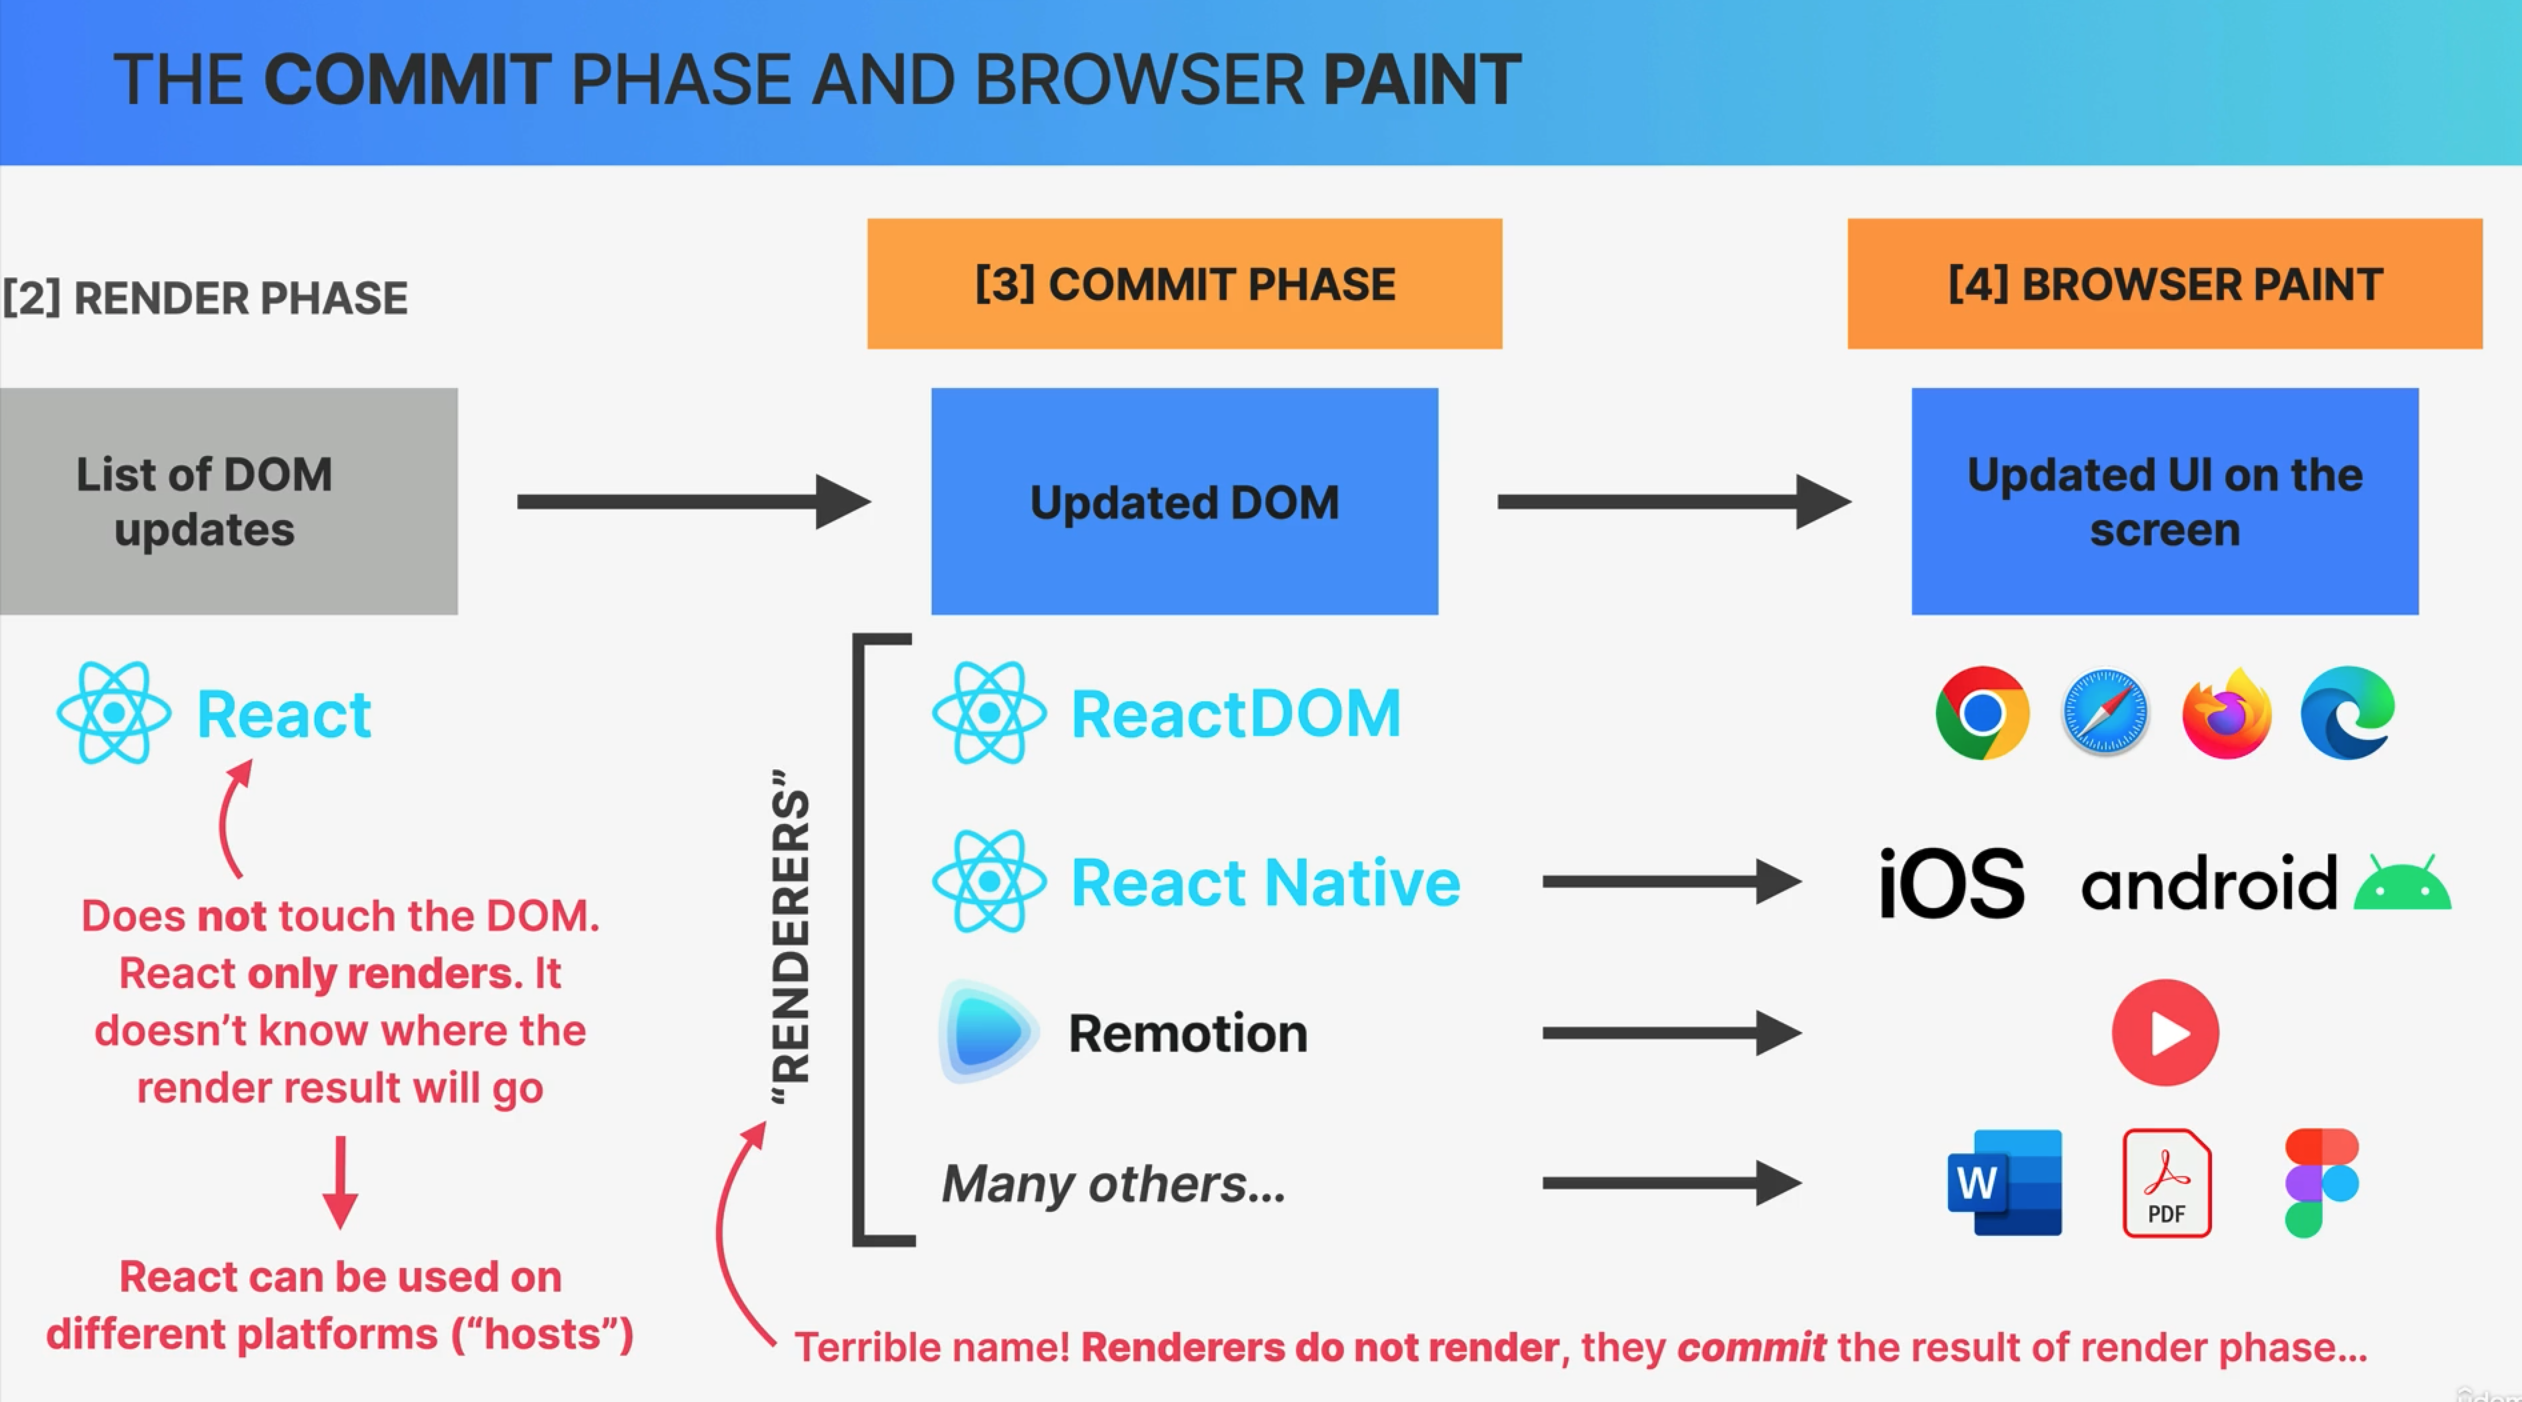 THE COMMIT PHASE AND BROWSER PAINT
[2] RENDER PHASE
[3] COMMIT PHASE
[4] BROWSER PAINT
List of DOM
updates
Updated DOM
Updated UI on the
screen
React
ReactDOM
"RENDERERS"
React Native
iOS
android
Does not touch the DOM.
React only renders. It
doesn't know where the
render result will go
Remotion
Many others...
W
PDF
React can be used on
different platforms ("hosts")
Terrible name! Renderers do not render, they commit the result of render phase...